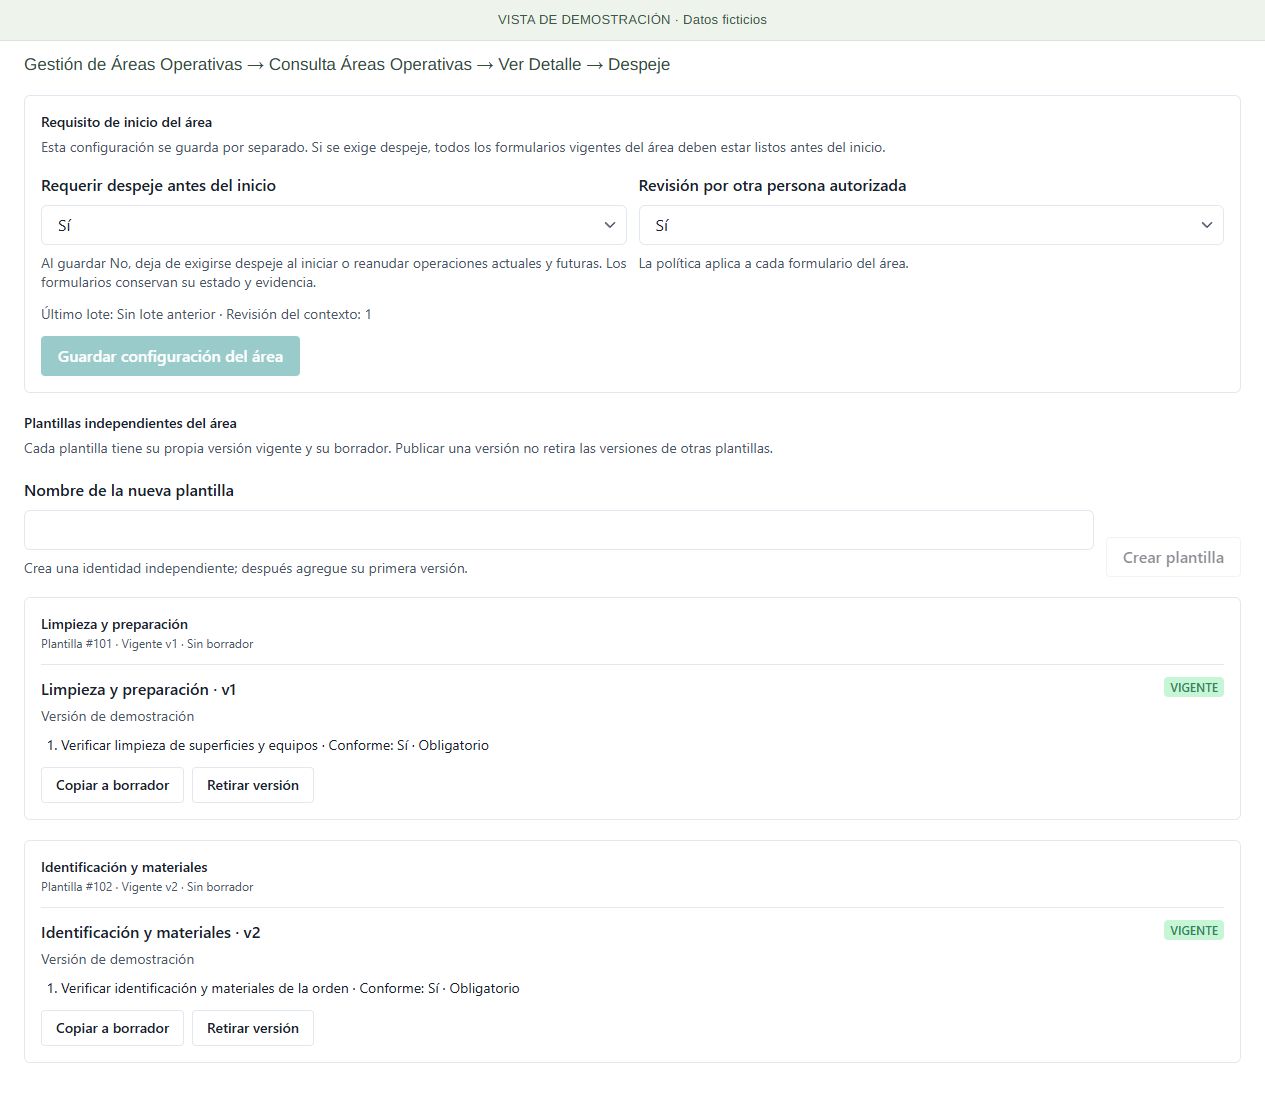 VISTA DE DEMOSTRACIÓN · Datos ficticios
Gestión de Áreas Operativas → Consulta Áreas Operativas → Ver Detalle → Despeje
Requisito de inicio del área
Esta configuración se guarda por separado. Si se exige despeje, todos los formularios vigentes del área deben estar listos antes del inicio.
Requerir despeje antes del inicio
Sí
Al guardar No, deja de exigirse despeje al iniciar o reanudar operaciones actuales y futuras. Los
formularios conservan su estado y evidencia.
Revisión por otra persona autorizada
Sí
La política aplica a cada formulario del área.
Último lote: Sin lote anterior · Revisión del contexto: 1
Guardar configuración del área
Plantillas independientes del área
Cada plantilla tiene su propia versión vigente y su borrador. Publicar una versión no retira las versiones de otras plantillas.
Nombre de la nueva plantilla
Crea una identidad independiente; después agregue su primera versión.
Crear plantilla
Limpieza y preparación
Plantilla #101 · Vigente v1 · Sin borrador
Limpieza y preparación · v1
VIGENTE
Versión de demostración
1. Verificar limpieza de superficies y equipos · Conforme: Sí · Obligatorio
Copiar a borrador
Retirar versión
Identificación y materiales
Plantilla #102 · Vigente v2 · Sin borrador
Identificación y materiales · v2
VIGENTE
Versión de demostración
1. Verificar identificación y materiales de la orden · Conforme: Sí · Obligatorio
Copiar a borrador
Retirar versión